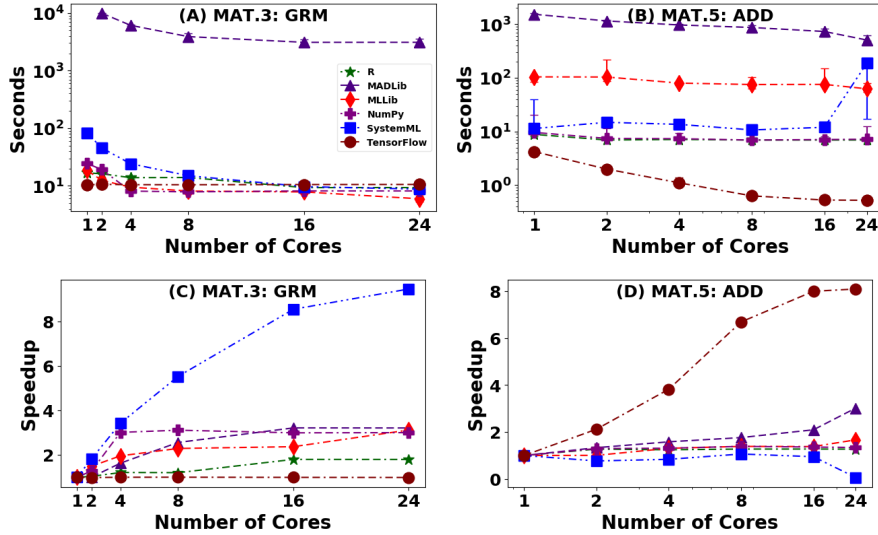 (A) MAT.3: GRM
10^4
10^3
10^2
10^1
Seconds
R
MADLib
MLLib
NumPy
SystemML
TensorFlow
1 2 4 8 16 24
Number of Cores
(B) MAT.5: ADD
10^3
10^2
10^1
10^0
Seconds
1 2 4 8 16 24
Number of Cores
(C) MAT.3: GRM
8
6
4
2
Speedup
1 2 4 8 16 24
Number of Cores
(D) MAT.5: ADD
8
6
4
2
0
Speedup
1 2 4 8 16 24
Number of Cores